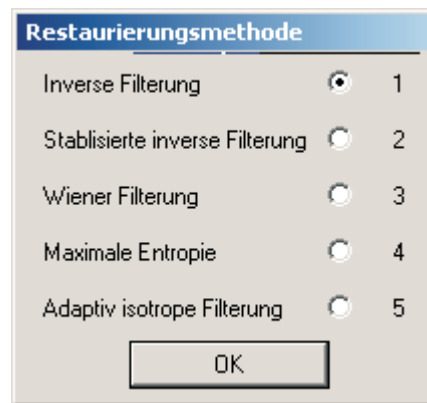 Restaurierungsmethode
Inverse Filterung 1
Stablisierte inverse Filterung 2
Wiener Filterung 3
Maximale Entropie 4
Adaptiv isotrope Filterung 5
OK